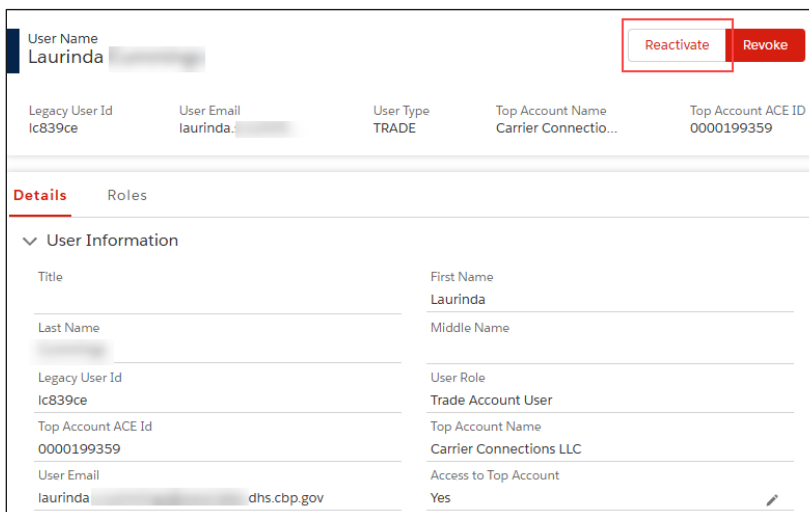 User Name
Laurinda
Reactivate Revoke
Legacy User Id User Email User Type Top Account Name Top Account ACE ID
lc839ce laurinda. TRADE Carrier Connectio... 0000199359
Details Roles
User Information
Title First Name
Laurinda
Last Name Middle Name
Legacy User Id User Role
lc839ce Trade Account User
Top Account ACE Id Top Account Name
0000199359 Carrier Connections LLC
User Email Access to Top Account
laurinda dhs.cbp.gov Yes